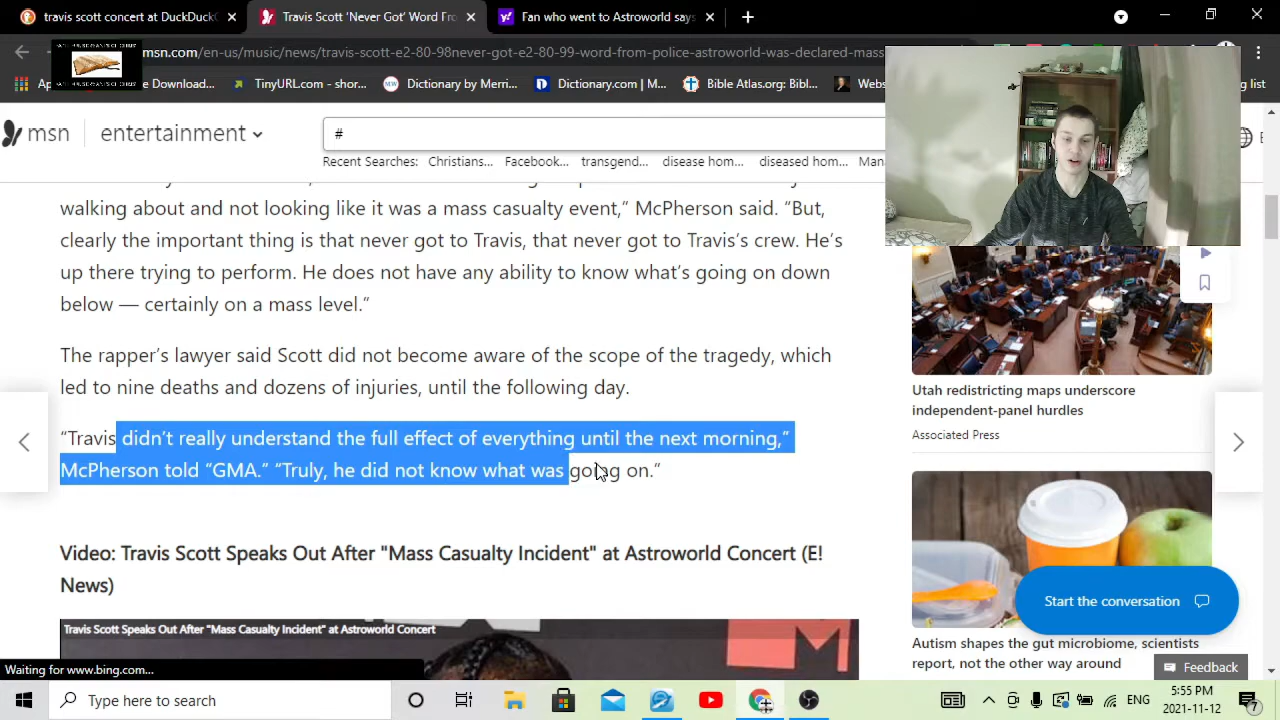 travis scott concert at DuckDuckG
Travis Scott 'Never Got' Word Fro
Fan who went to Astroworld says
msn.com/en-us/music/news/travis-scott-e2-80-98never-got-e2-80-99-word-from-police-astroworld-w
ared-mass
Download...
TinyURL.com - shor...
Dictionary by Merri...
Dictionary.com | M...
Bible Atlas.org: Bibl...
Webs
g list
msn
entertainment
#
Recent Searches:
Christians...
Facebook...
transgend...
disease hom...
diseased hom...
Man
walking about and not looking like it was a mass casualty event,” McPherson said. “But,
clearly the important thing is that never got to Travis, that never got to Travis’s crew. He’s
up there trying to perform. He does not have any ability to know what’s going on down
below — certainly on a mass level.”
The rapper’s lawyer said Scott did not become aware of the scope of the tragedy, which
led to nine deaths and dozens of injuries, until the following day.
“Travis didn’t really understand the full effect of everything until the next morning,”
McPherson told “GMA.” “Truly, he did not know what was going on.”
Video: Travis Scott Speaks Out After "Mass Casualty Incident" at Astroworld Concert (E!
News)
Travis Scott Speaks Out After "Mass Casualty Incident" at Astroworld Concert
Utah redistricting maps underscore
independent-panel hurdles
Associated Press
Start the conversation
Autism shapes the gut microbiome, scientists
report, not the other way around
Feedback
Waiting for www.bing.com...
Type here to search
ENG
5:55 PM
2021-11-12
7